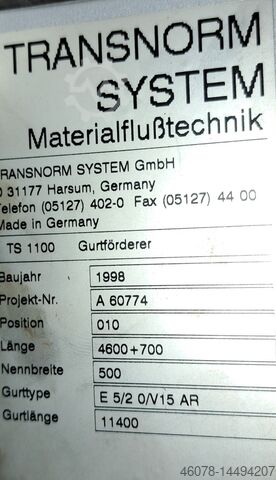 TRANSNORM
SYSTEM
Materialflußtechnik
TRANSNORM SYSTEM GmbH
D 31177 Harsum, Germany
Telefon (05127) 402-0 Fax (05127) 44 00
Made in Germany
TS 1100 Gurtförderer
Baujahr 1998
Projekt-Nr. A 60774
Position 010
Länge 4600+700
Nennbreite 500
Gurttype E 5/2 0/V15 AR
Gurtlänge 11400
46078-14494207